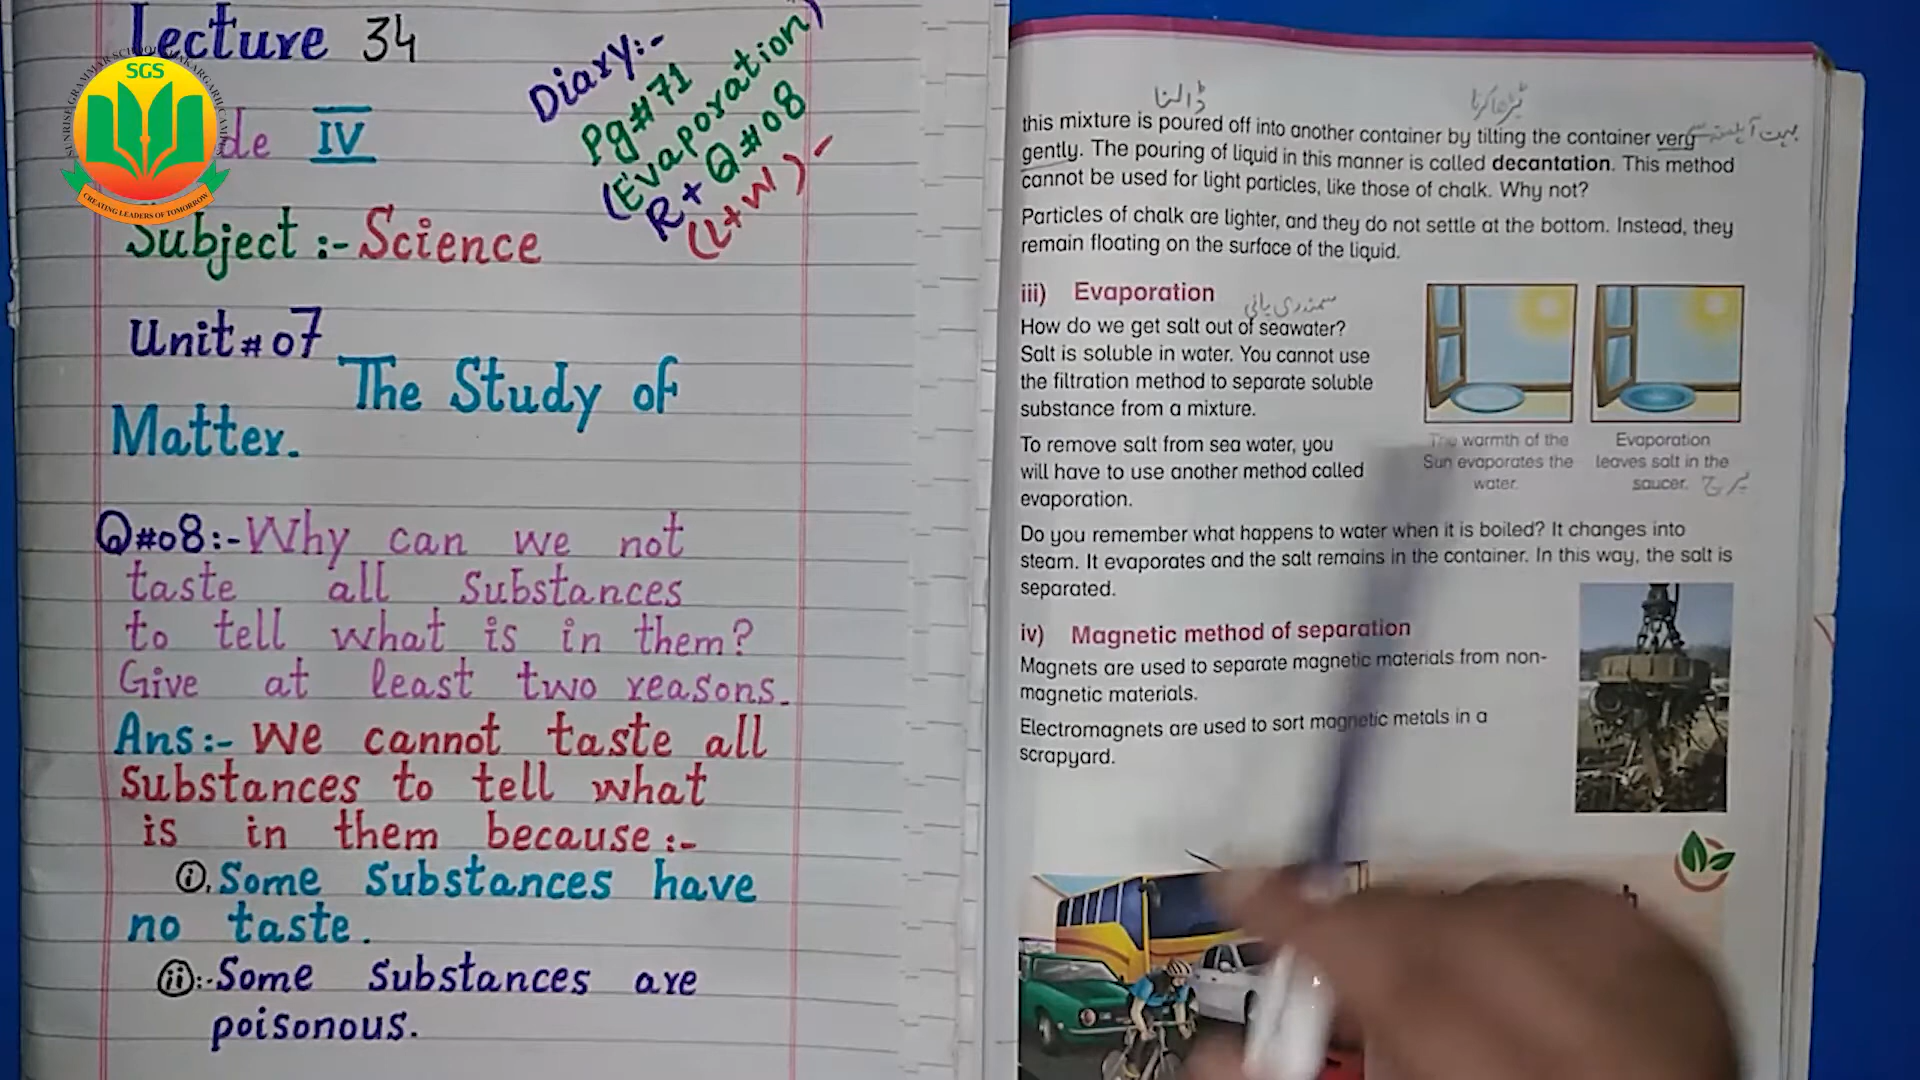 Lecture 34
SUNRISE GRAMMAR SCHOOL
SGS
CREATING LEADERS OF TOMORROW
IV
Subject :- Science
Unit # 07
The Study of
Matter.
Diary:-
Pg#71
(Evaporation)
R+Q#08
(L+W)-
Q#08:- Why can we not
taste all substances
to tell what is in them?
Give at least two reasons.
Ans:- We cannot taste all
substances to tell what
is in them because :-
(i). Some substances have
no taste.
(ii):- Some substances are
poisonous.
ڈالنا
this mixture is poured off into another container by tilting the container very
gently. The pouring of liquid in this manner is called decantation. This method
cannot be used for light particles, like those of chalk. Why not?
Particles of chalk are lighter, and they do not settle at the bottom. Instead, they
remain floating on the surface of the liquid.
iii) Evaporation
سمندری پانی
How do we get salt out of seawater?
Salt is soluble in water. You cannot use
the filtration method to separate soluble
substance from a mixture.
To remove salt from sea water, you
will have to use another method called
evaporation.
The warmth of the
Sun evaporates the
water.
Evaporation
leaves salt in the
saucer.
Do you remember what happens to water when it is boiled? It changes into
steam. It evaporates and the salt remains in the container. In this way, the salt is
separated.
iv) Magnetic method of separation
Magnets are used to separate magnetic materials from non-
magnetic materials.
Electromagnets are used to sort magnetic metals in a
scrapyard.